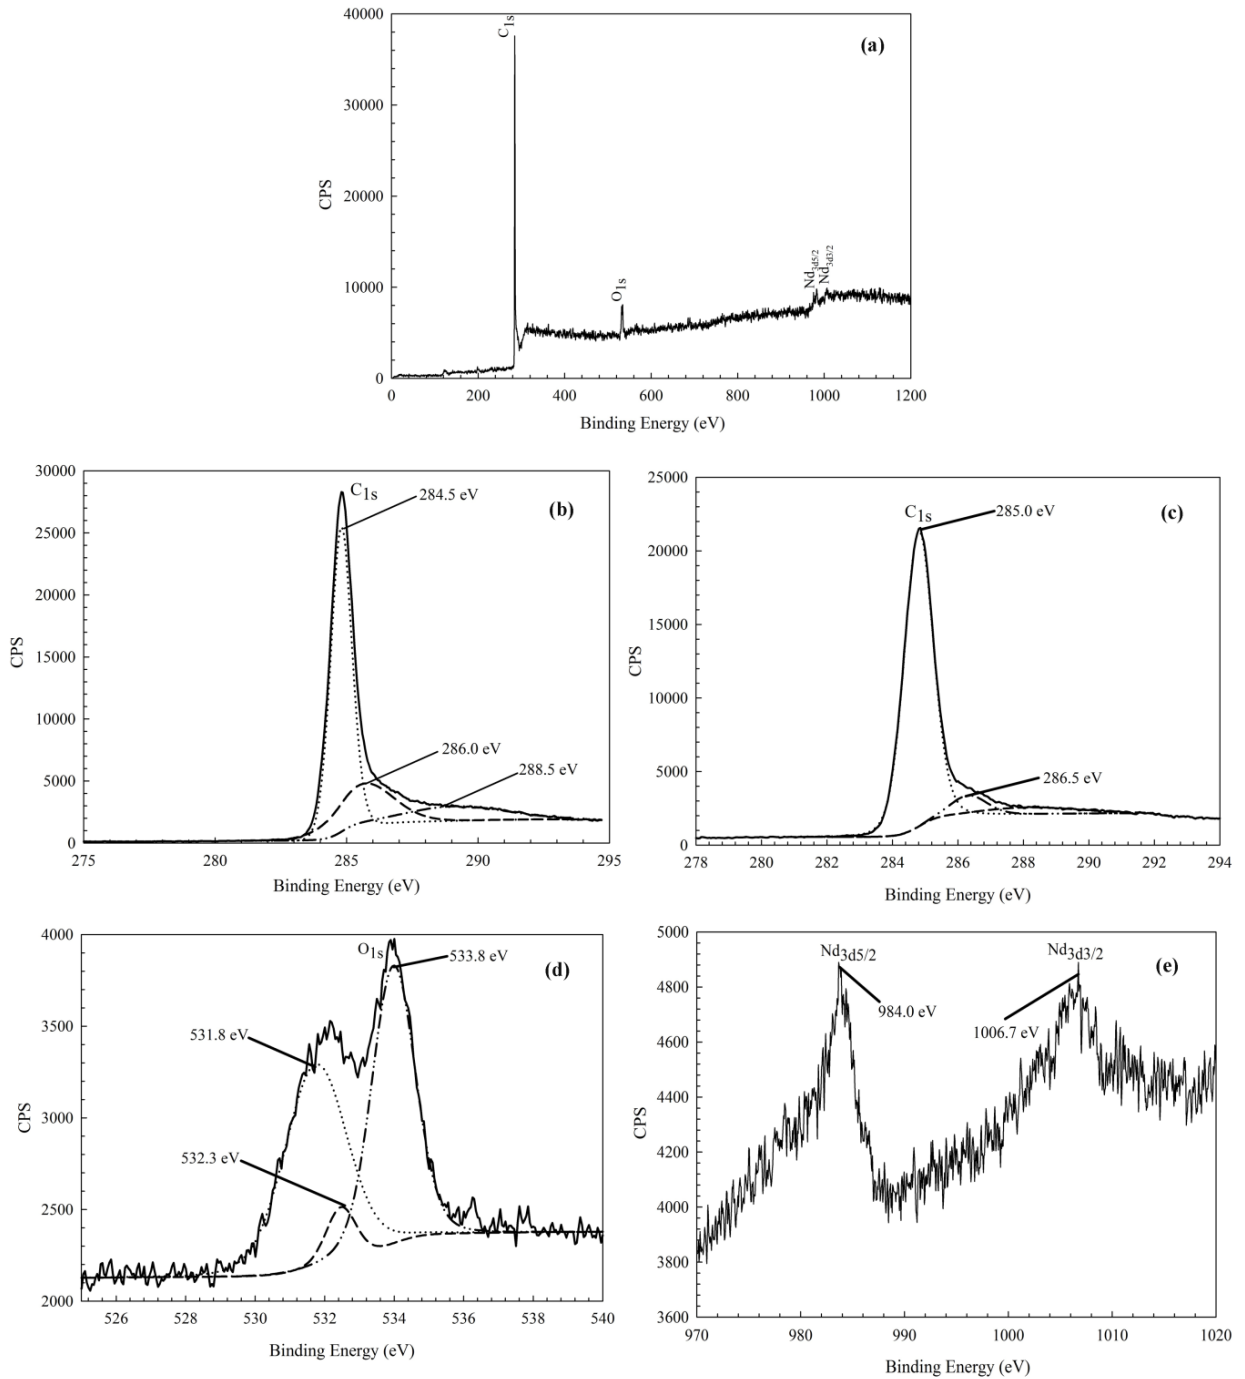 40000
C1s
(a)
30000
CPS
20000
Nd3d5/2
Nd3d3/2
10000
O1s
0
0 200 400 600 800 1000 1200
Binding Energy (eV)
30000
C1s
284.5 eV
(b)
25000
20000
CPS
15000
10000
286.0 eV
288.5 eV
5000
0
275 280 285 290 295
Binding Energy (eV)
25000
C1s
285.0 eV
(c)
20000
15000
CPS
10000
286.5 eV
5000
0
278 280 282 284 286 288 290 292 294
Binding Energy (eV)
4000
O1s
533.8 eV
(d)
3500
531.8 eV
CPS
3000
532.3 eV
2500
2000
526 528 530 532 534 536 538 540
Binding Energy (eV)
5000
Nd3d5/2
Nd3d3/2
(e)
4800
984.0 eV
1006.7 eV
4600
4400
CPS
4200
4000
3800
3600
970 980 990 1000 1010 1020
Binding Energy (eV)